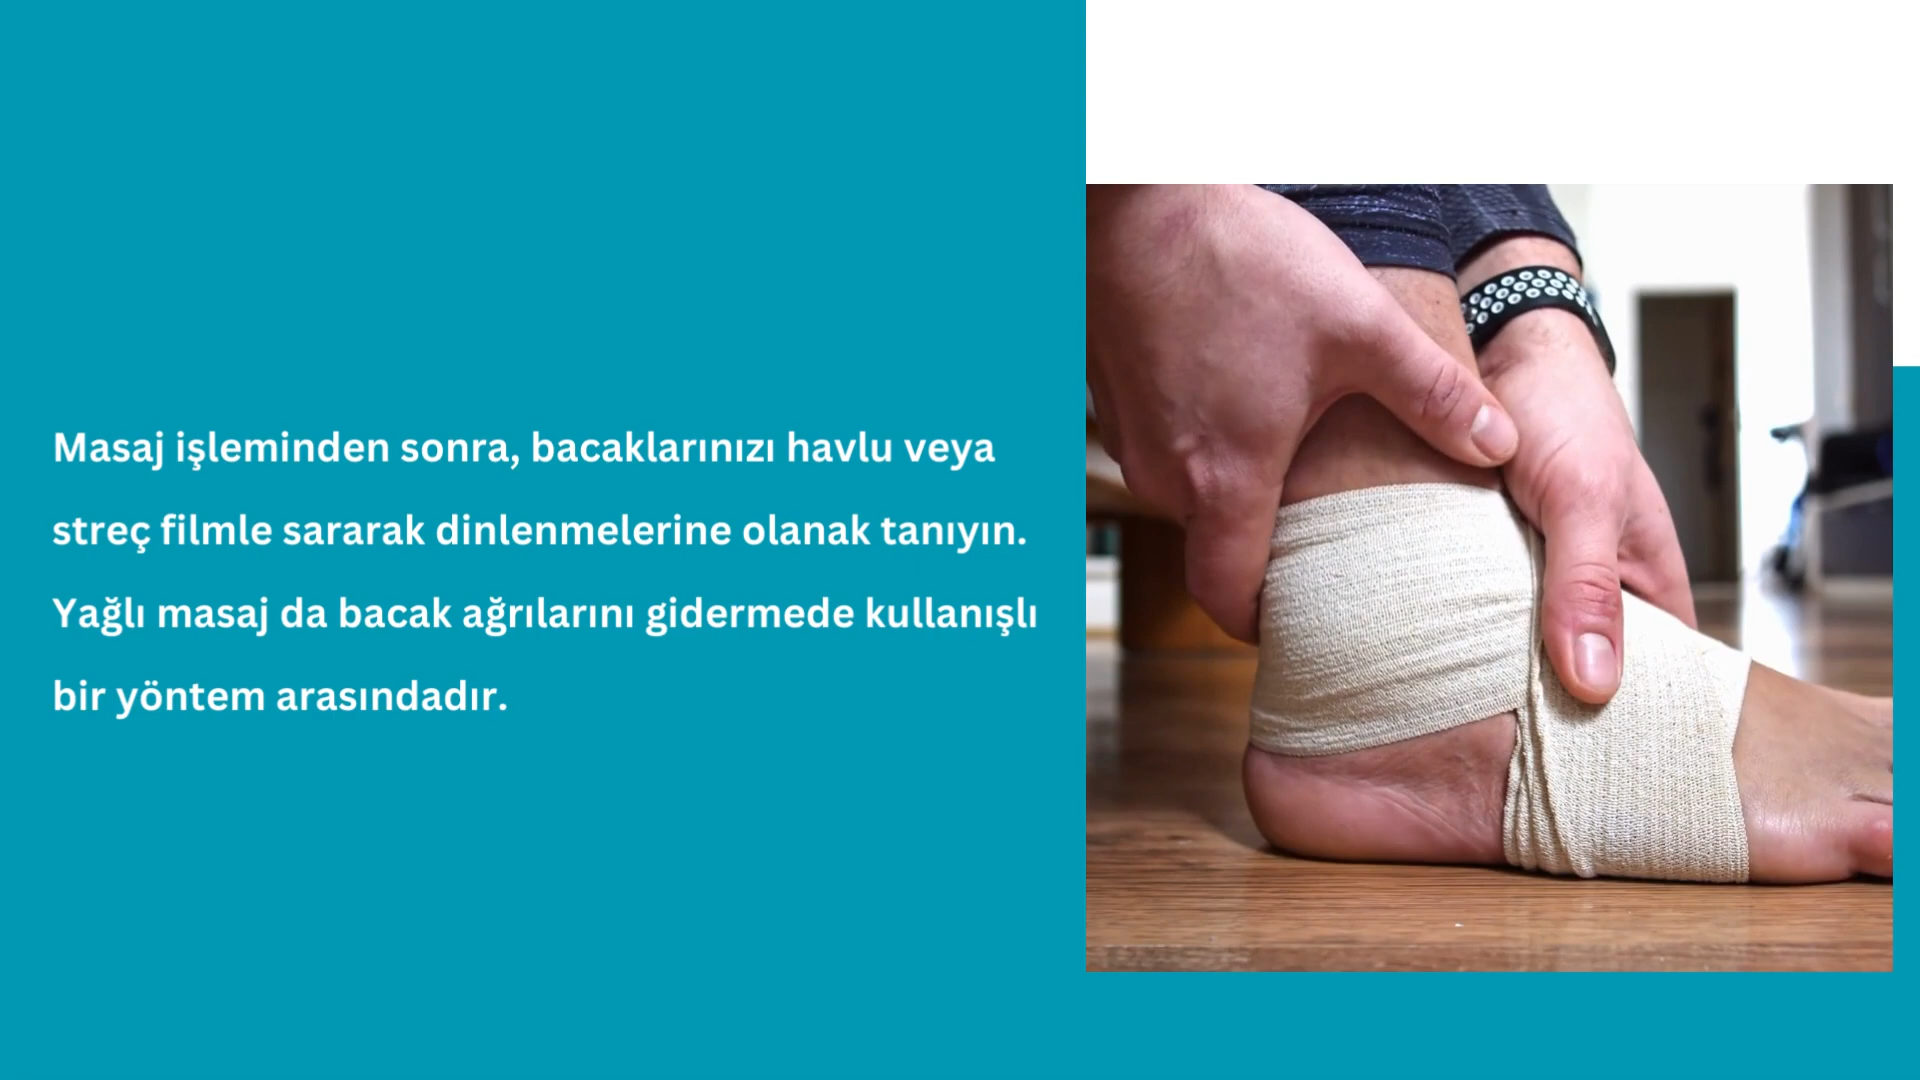 Masaj işleminden sonra, bacaklarınızı havlu veya
streç filmle sararak dinlenmelerine olanak tanıyın.
Yağlı masaj da bacak ağrılarını gidermede kullanışlı
bir yöntem arasındadır.